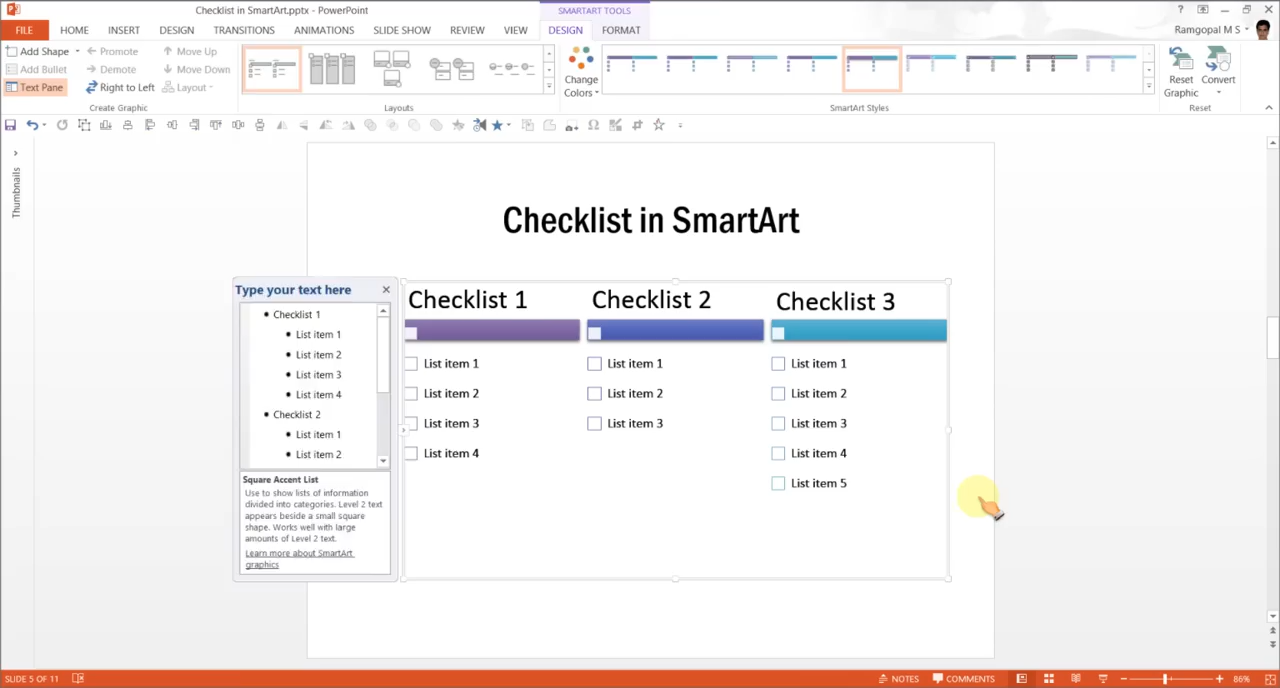 Checklist in SmartArt.pptx - PowerPoint
SMARTART TOOLS
?
FILE HOME INSERT DESIGN TRANSITIONS ANIMATIONS SLIDE SHOW REVIEW VIEW DESIGN FORMAT
Ramgopal M S
Add Shape Promote Move Up
Add Bullet Demote Move Down
Text Pane Right to Left Layout
Create Graphic
Layouts
Change
Colors
SmartArt Styles
Reset
Graphic
Convert
Reset
Thumbnails
Checklist in SmartArt
Type your text here
Checklist 1
List item 1
List item 2
List item 3
List item 4
Checklist 2
List item 1
List item 2
Square Accent List
Use to show lists of information
divided into categories. Level 2 text
appears beside a small square
shape. Works well with large
amounts of Level 2 text.
Learn more about SmartArt
graphics
Checklist 1
List item 1
List item 2
List item 3
List item 4
Checklist 2
List item 1
List item 2
List item 3
Checklist 3
List item 1
List item 2
List item 3
List item 4
List item 5
SLIDE 5 OF 11
NOTES
COMMENTS
86%